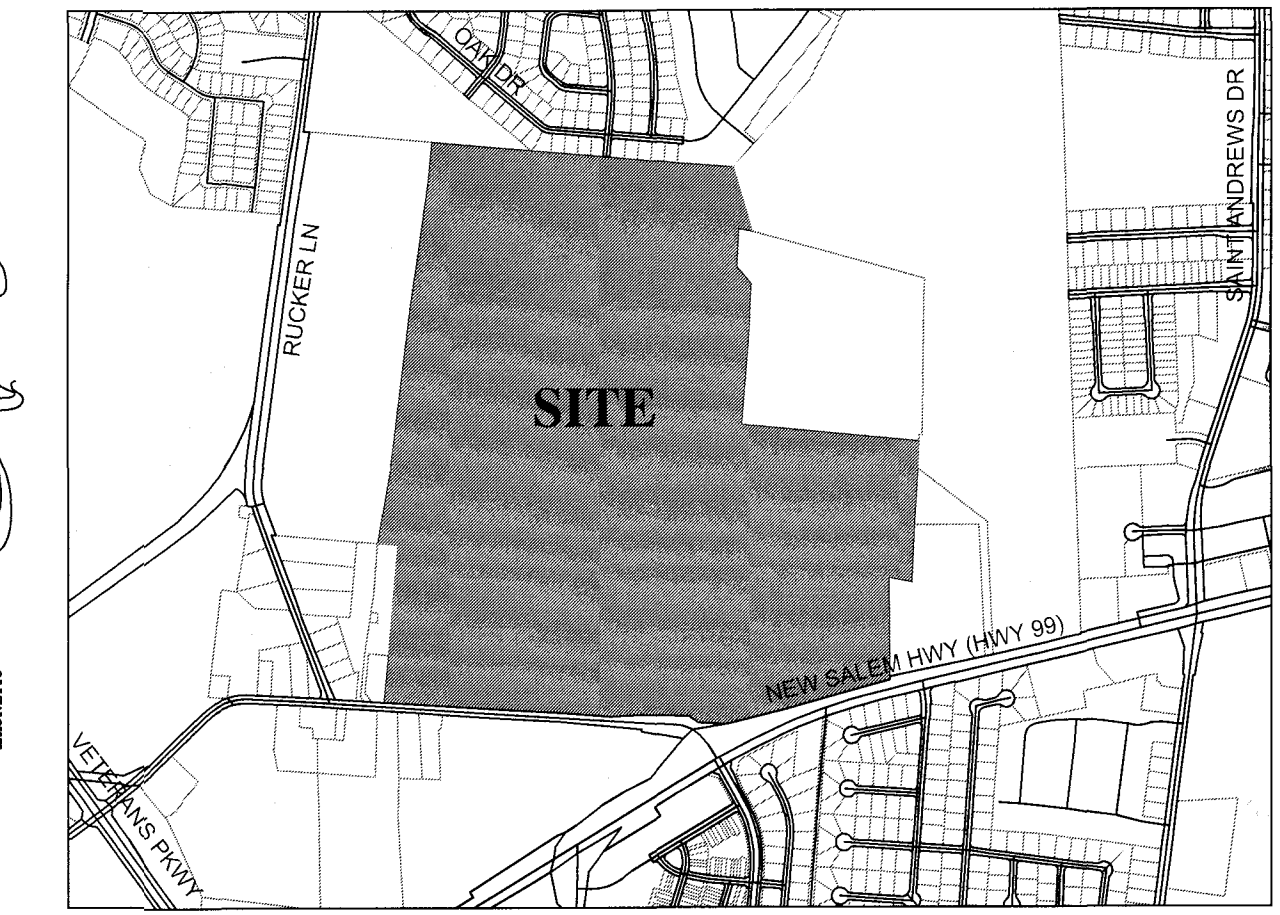 OAK DR
SAINT ANDREWS DR
RUCKER LN
SITE
NEW SALEM HWY (HWY 99)
VETERANS PKWY